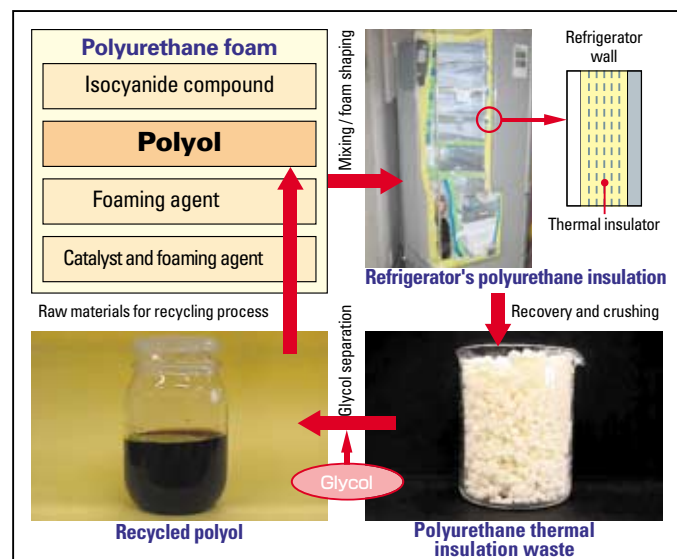 Polyurethane foam
Isocyanide compound
Polyol
Foaming agent
Catalyst and foaming agent
Mixing / foam shaping
Refrigerator
wall
Thermal insulator
Refrigerator's polyurethane insulation
Recovery and crushing
Raw materials for recycling process
Glycol separation
Glycol
Recycled polyol
Polyurethane thermal
insulation waste